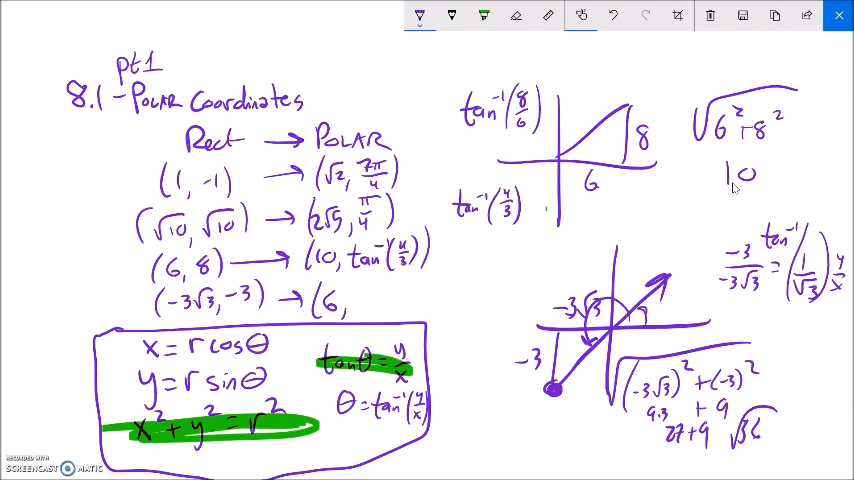 pt1
8.1 - POLAR Coordinates
Rect → POLAR
(1, -1) → (√2, 7π/4)
(√10, √10) → (2√5, π/4)
(6, 8) → (10, tan⁻¹(4/3))
(-3√3, -3) → (6,
x = r cosθ
y = r sinθ
x² + y² = r²
tanθ = y/x
θ = tan⁻¹(y/x)
tan⁻¹(8/6)
8
6
tan⁻¹(4/3)
√6² + 8²
10
-3/-3√3 = tan⁻¹(1/√3) y/x
-3√3
-3
√(-3√3)² + (-3)²
9.3 + 9
27+9 √36
RECORDED WITH
SCREENCAST MATIC